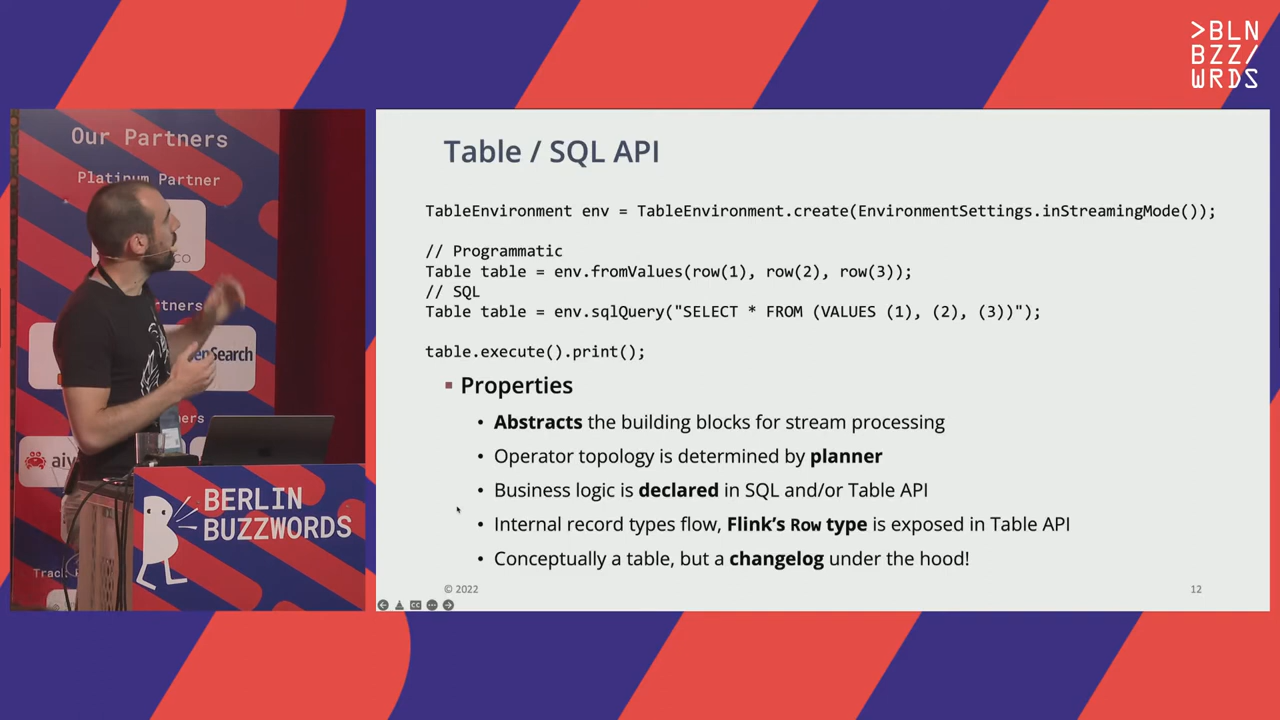 >BLN
BZZ/
WRDS
Our Partners
Platinum Partner
CO
rtners
enSearch
ers
aiv
BERLIN
BUZZWORDS
Table / SQL API
TableEnvironment env = TableEnvironment.create(EnvironmentSettings.inStreamingMode());
// Programmatic
Table table = env.fromValues(row(1), row(2), row(3));
// SQL
Table table = env.sqlQuery("SELECT * FROM (VALUES (1), (2), (3))");
table.execute().print();
▪ Properties
• Abstracts the building blocks for stream processing
• Operator topology is determined by planner
• Business logic is declared in SQL and/or Table API
• Internal record types flow, Flink's Row type is exposed in Table API
• Conceptually a table, but a changelog under the hood!
© 2022
12
CC